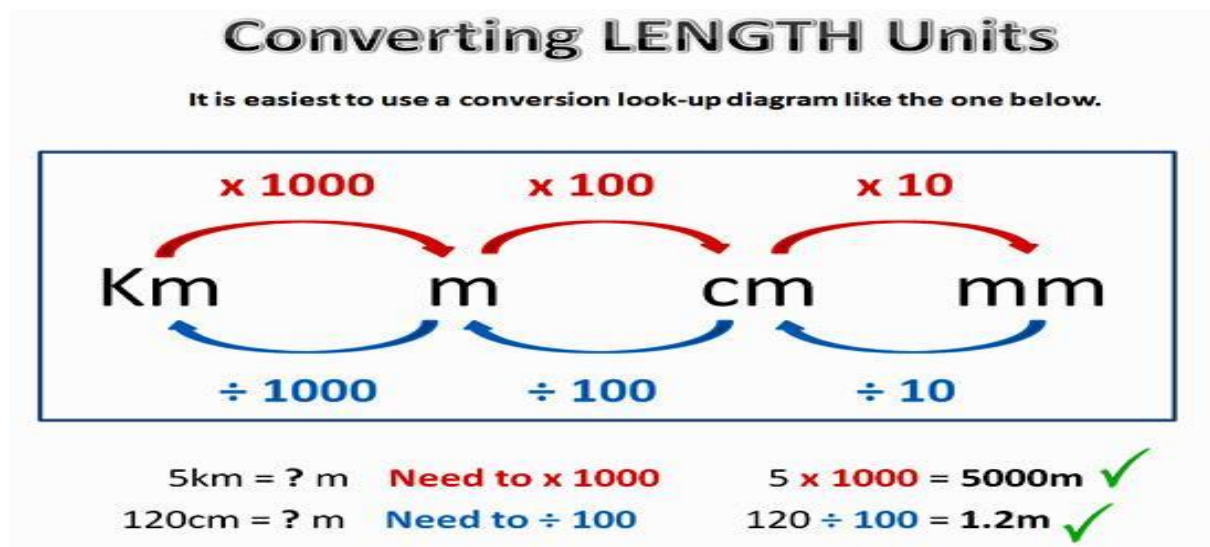 Converting LENGTH Units
It is easiest to use a conversion look-up diagram like the one below.
x 1000 x 100 x 10
Km m cm mm
÷ 1000 ÷ 100 ÷ 10
5km = ? m Need to x 1000 5 x 1000 = 5000m ✓
120cm = ? m Need to ÷ 100 120 ÷ 100 = 1.2m ✓